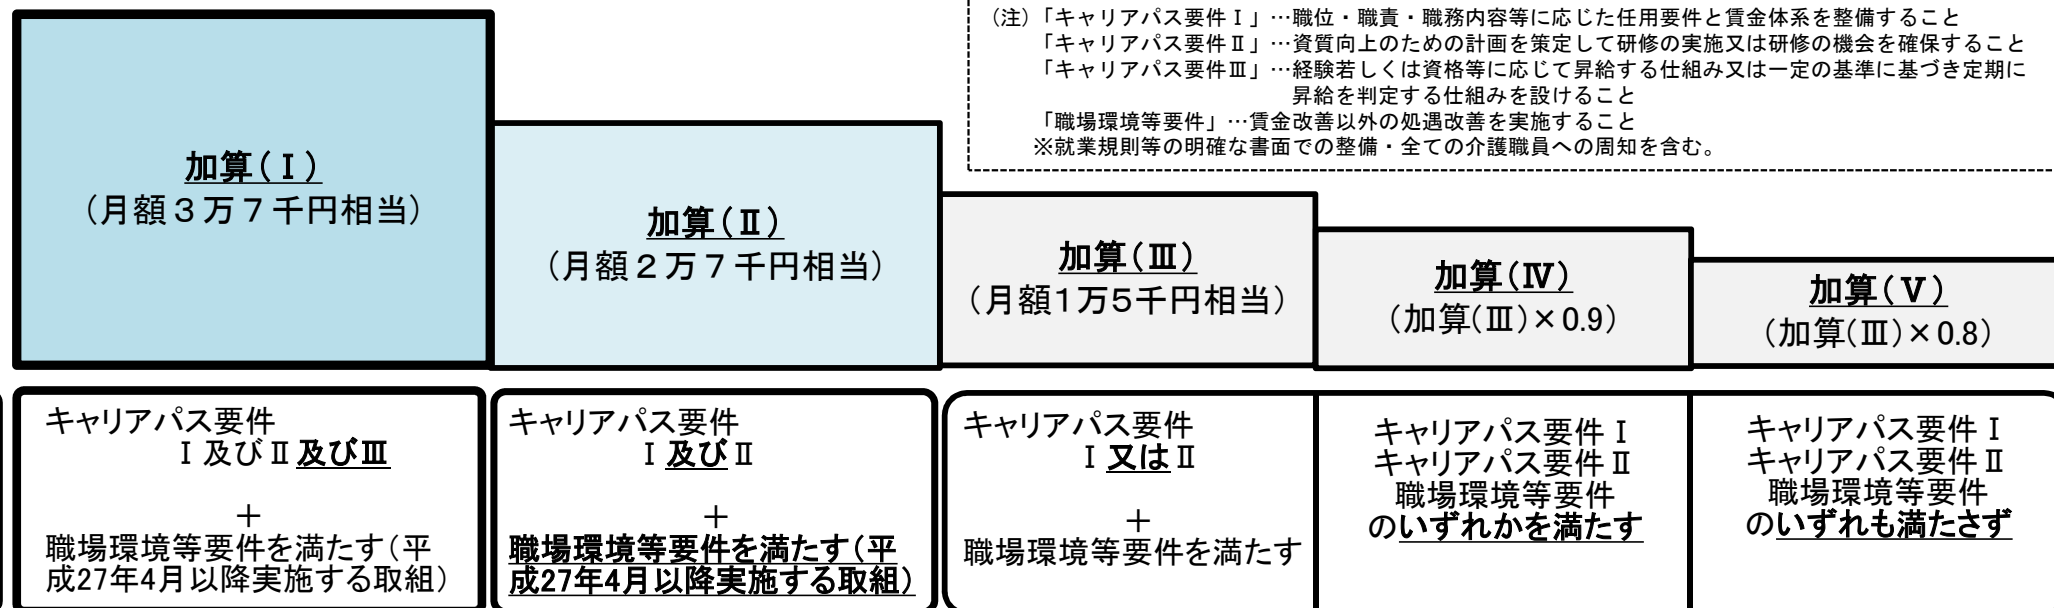 （注）「キャリアパス要件Ⅰ」…職位・職責・職務内容等に応じた任用要件と賃金体系を整備すること
「キャリアパス要件Ⅱ」…資質向上のための計画を策定して研修の実施又は研修の機会を確保すること
「キャリアパス要件Ⅲ」…経験若しくは資格等に応じて昇給する仕組み又は一定の基準に基づき定期に
昇給を判定する仕組みを設けること
「職場環境等要件」…賃金改善以外の処遇改善を実施すること
※就業規則等の明確な書面での整備・全ての介護職員への周知を含む。
加算(Ⅰ)
（月額３万７千円相当）
加算(Ⅱ)
（月額２万７千円相当）
加算(Ⅲ)
（月額1万5千円相当）
加算(Ⅳ)
（加算(Ⅲ)×0.9）
加算(Ⅴ)
（加算(Ⅲ)×0.8）
キャリアパス要件
Ⅰ及びⅡ及びⅢ
＋
職場環境等要件を満たす(平
成27年4月以降実施する取組)
キャリアパス要件
Ⅰ及びⅡ
＋
職場環境等要件を満たす(平
成27年4月以降実施する取組)
キャリアパス要件
Ⅰ又はⅡ
＋
職場環境等要件を満たす
キャリアパス要件Ⅰ
キャリアパス要件Ⅱ
職場環境等要件
のいずれかを満たす
キャリアパス要件Ⅰ
キャリアパス要件Ⅱ
職場環境等要件
のいずれも満たさず